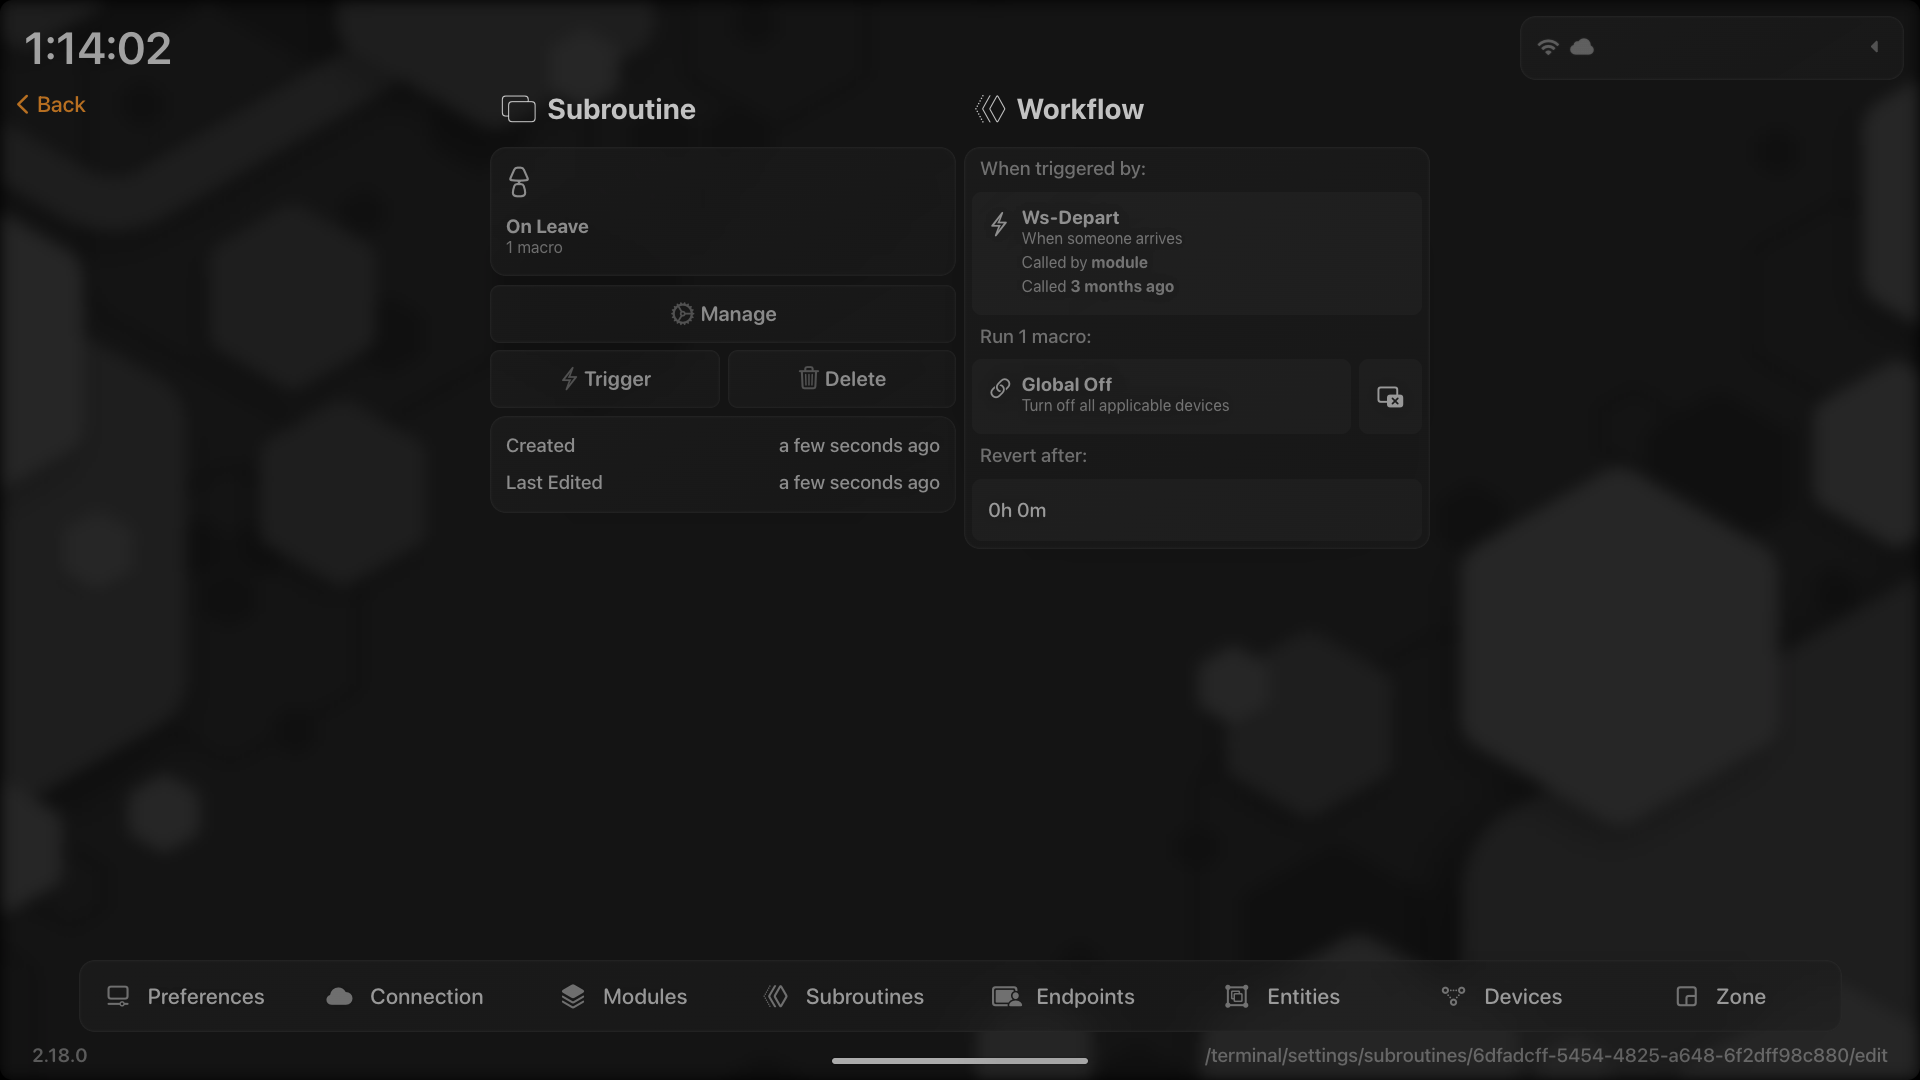 1:14:02
Back
Subroutine
On Leave
1 macro
Manage
Trigger
Delete
Created
a few seconds ago
Last Edited
a few seconds ago
Workflow
When triggered by:
Ws-Depart
When someone arrives
Called by module
Called 3 months ago
Run 1 macro:
Global Off
Turn off all applicable devices
Revert after:
0h 0m
Preferences
Connection
Modules
Subroutines
Endpoints
Entities
Devices
Zone
2.18.0
/terminal/settings/subroutines/6dfadcff-5454-4825-a648-6f2dff98c880/edit